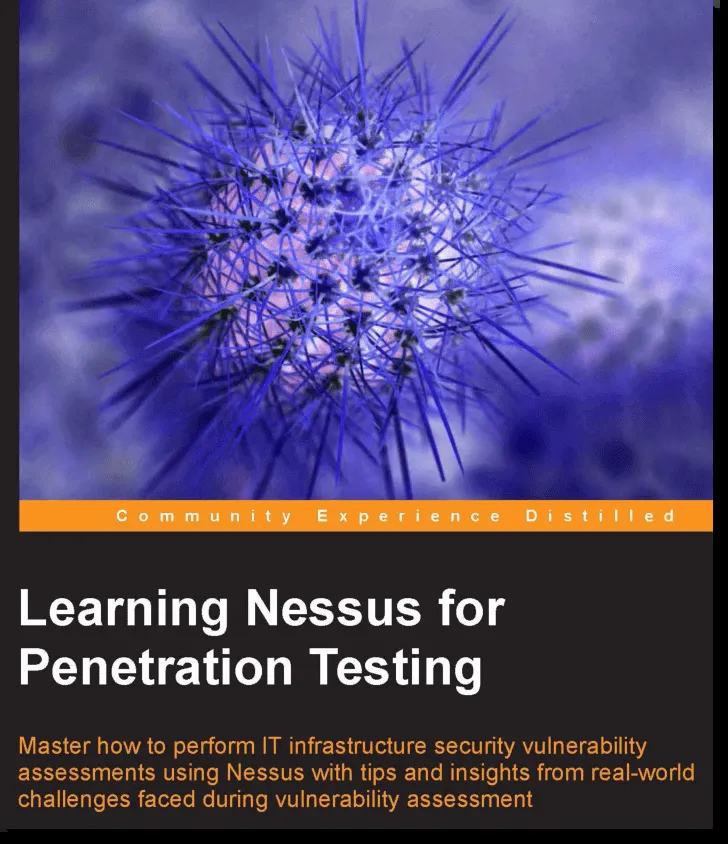 Community Experience Distilled
Learning Nessus for
Penetration Testing
Master how to perform IT infrastructure security vulnerability
assessments using Nessus with tips and insights from real-world
challenges faced during vulnerability assessment